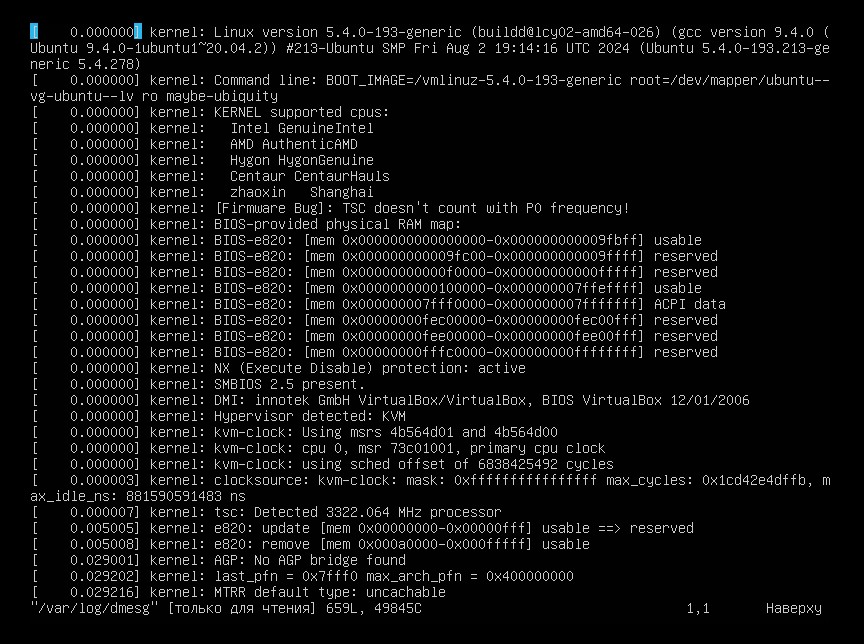 [    0.000000] kernel: Linux version 5.4.0-193-generic (buildd@lcy02-amd64-026) (gcc version 9.4.0 (
Ubuntu 9.4.0-1ubuntu1~20.04.2)) #213-Ubuntu SMP Fri Aug 2 19:14:16 UTC 2024 (Ubuntu 5.4.0-193.213-ge
neric 5.4.278)
[    0.000000] kernel: Command line: BOOT_IMAGE=/vmlinuz-5.4.0-193-generic root=/dev/mapper/ubuntu--
vg-ubuntu--lv ro maybe-ubiquity
[    0.000000] kernel: KERNEL supported cpus:
[    0.000000] kernel:   Intel GenuineIntel
[    0.000000] kernel:   AMD AuthenticAMD
[    0.000000] kernel:   Hygon HygonGenuine
[    0.000000] kernel:   Centaur CentaurHauls
[    0.000000] kernel:   zhaoxin   Shanghai
[    0.000000] kernel: [Firmware Bug]: TSC doesn't count with P0 frequency!
[    0.000000] kernel: BIOS-provided physical RAM map:
[    0.000000] kernel: BIOS-e820: [mem 0x0000000000000000-0x000000000009fbff] usable
[    0.000000] kernel: BIOS-e820: [mem 0x000000000009fc00-0x000000000009ffff] reserved
[    0.000000] kernel: BIOS-e820: [mem 0x00000000000f0000-0x00000000000fffff] reserved
[    0.000000] kernel: BIOS-e820: [mem 0x0000000000100000-0x000000007ffeffff] usable
[    0.000000] kernel: BIOS-e820: [mem 0x000000007fff0000-0x000000007fffffff] ACPI data
[    0.000000] kernel: BIOS-e820: [mem 0x00000000fec00000-0x00000000fec00fff] reserved
[    0.000000] kernel: BIOS-e820: [mem 0x00000000fee00000-0x00000000fee00fff] reserved
[    0.000000] kernel: BIOS-e820: [mem 0x00000000fffc0000-0x00000000ffffffff] reserved
[    0.000000] kernel: NX (Execute Disable) protection: active
[    0.000000] kernel: SMBIOS 2.5 present.
[    0.000000] kernel: DMI: innotek GmbH VirtualBox/VirtualBox, BIOS VirtualBox 12/01/2006
[    0.000000] kernel: Hypervisor detected: KVM
[    0.000000] kernel: kvm-clock: Using msrs 4b564d01 and 4b564d00
[    0.000000] kernel: kvm-clock: cpu 0, msr 73c01001, primary cpu clock
[    0.000000] kernel: kvm-clock: using sched offset of 6838425492 cycles
[    0.000003] kernel: clocksource: kvm-clock: mask: 0xffffffffffffffff max_cycles: 0x1cd42e4dffb, m
ax_idle_ns: 881590591483 ns
[    0.000007] kernel: tsc: Detected 3322.064 MHz processor
[    0.005005] kernel: e820: update [mem 0x00000000-0x00000fff] usable ==> reserved
[    0.005008] kernel: e820: remove [mem 0x000a0000-0x000fffff] usable
[    0.029001] kernel: AGP: No AGP bridge found
[    0.029202] kernel: last_pfn = 0x7fff0 max_arch_pfn = 0x400000000
[    0.029216] kernel: MTRR default type: uncachable
"/var/log/dmesg" [только для чтения] 659L, 49845C    1,1    Наверху